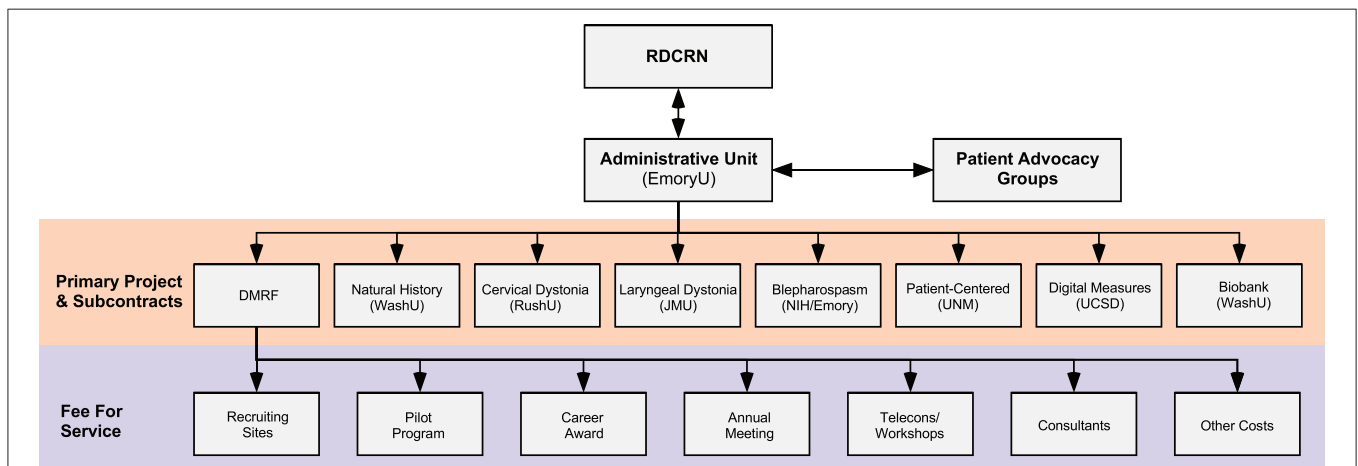 RDCRN
Administrative Unit
(EmoryU)
Patient Advocacy
Groups
Primary Project
& Subcontracts
DMRF
Natural History
(WashU)
Cervical Dystonia
(RushU)
Laryngeal Dystonia
(JMU)
Blepharospasm
(NIH/Emory)
Patient-Centered
(UNM)
Digital Measures
(UCSD)
Biobank
(WashU)
Fee For
Service
Recruiting
Sites
Pilot
Program
Career
Award
Annual
Meeting
Telecons/
Workshops
Consultants
Other Costs